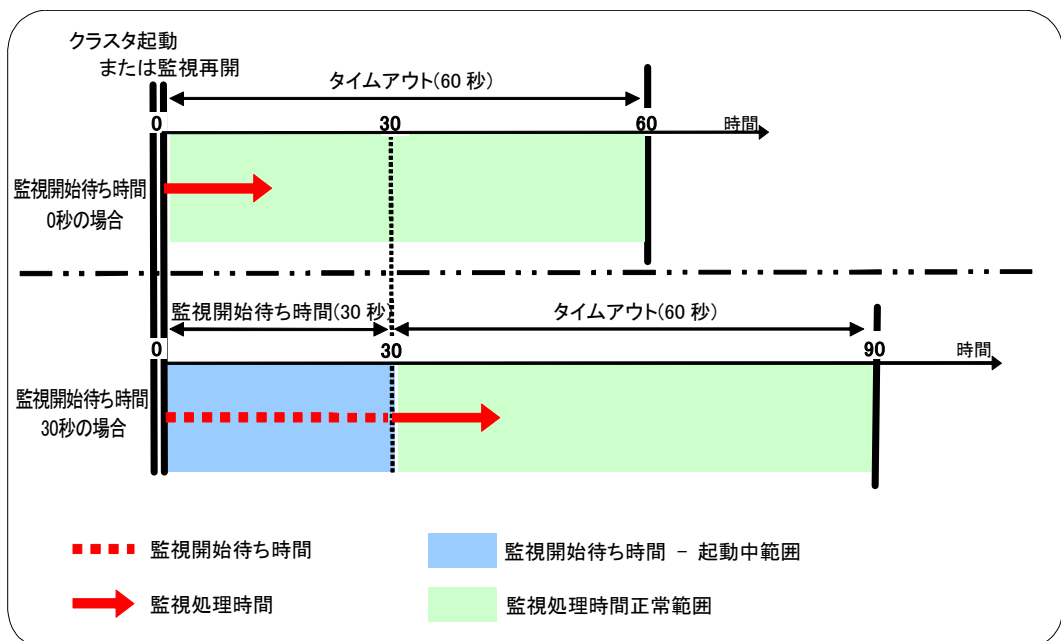 クラスタ起動
または監視再開
タイムアウト(60 秒)
0
30
60
時間
監視開始待ち時間
0秒の場合
監視開始待ち時間(30 秒)
タイムアウト(60 秒)
0
30
90
時間
監視開始待ち時間
30秒の場合
監視開始待ち時間
監視開始待ち時間 － 起動中範囲
監視処理時間
監視処理時間正常範囲